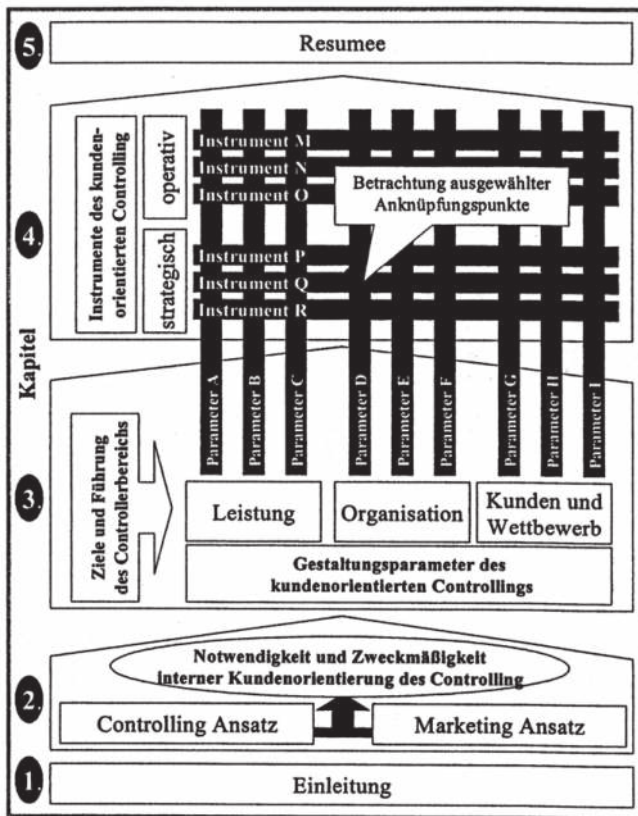 5.
Resumee
4.
Instrumente des kunden-
orientierten Controlling
operativ
strategisch
Instrument M
Instrument N
Instrument O
Betrachtung ausgewählter
Anknüpfungspunkte
Instrument P
Instrument Q
Instrument R
Kapitel
3.
Ziele und Führung
des Controllerbereichs
Parameter A
Parameter B
Parameter C
Parameter D
Parameter E
Parameter F
Parameter G
Parameter H
Parameter I
Leistung
Organisation
Kunden und
Wettbewerb
Gestaltungsparameter des
kundenorientierten Controllings
2.
Notwendigkeit und Zweckmäßigkeit
interner Kundenorientierung des Controlling
Controlling Ansatz
Marketing Ansatz
1.
Einleitung